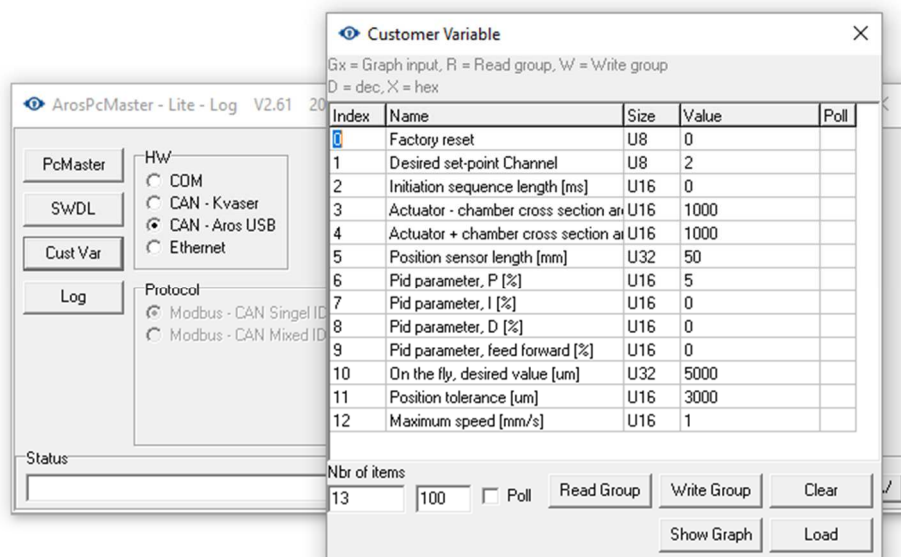 Customer Variable
Gx = Graph input, R = Read group, W = Write group
D = dec, X = hex
Index Name Size Value Poll
0 Factory reset U8 0
1 Desired set-point Channel U8 2
2 Initiation sequence length [ms] U16 0
3 Actuator - chamber cross section U16 1000
4 Actuator + chamber cross section U16 1000
5 Position sensor length [mm] U32 50
6 Pid parameter, P [%] U16 5
7 Pid parameter, I [%] U16 0
8 Pid parameter, D [%] U16 0
9 Pid parameter, feed forward [%] U16 0
10 On the fly, desired value [um] U32 5000
11 Position tolerance [um] U16 3000
12 Maximum speed [mm/s] U16 1
Nbr of items
13 100 Poll Read Group Write Group Clear
Show Graph Load
ArosPcMaster - Lite - Log V2.61 20
PcMaster
SWDL
Cust Var
Log
HW
COM
CAN - Kvaser
CAN - Aros USB
Ethernet
Protocol
Modbus - CAN Singel ID
Modbus - CAN Mixed ID
Status